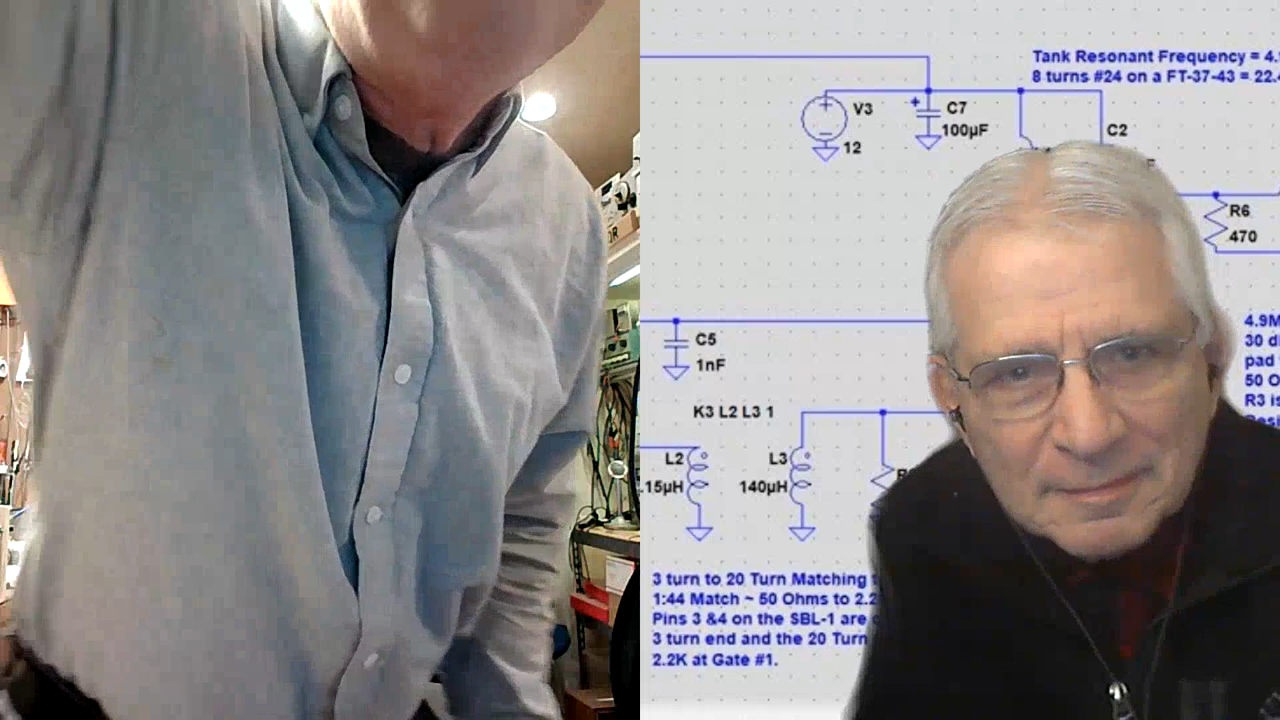 Tank Resonant Frequency = 4.
8 turns #24 on a FT-37-43 = 22.
V3
12
C7
100µF
C2
R6
470
C5
1nF
K3 L2 L3 1
L2
.15µH
L3
140µH
4.9M
30 d
pad
50 O
R3 is
3 turn to 20 Turn Matching
1:44 Match ~ 50 Ohms to 2.2
Pins 3 &4 on the SBL-1 are
3 turn end and the 20 Turn
2.2K at Gate #1.